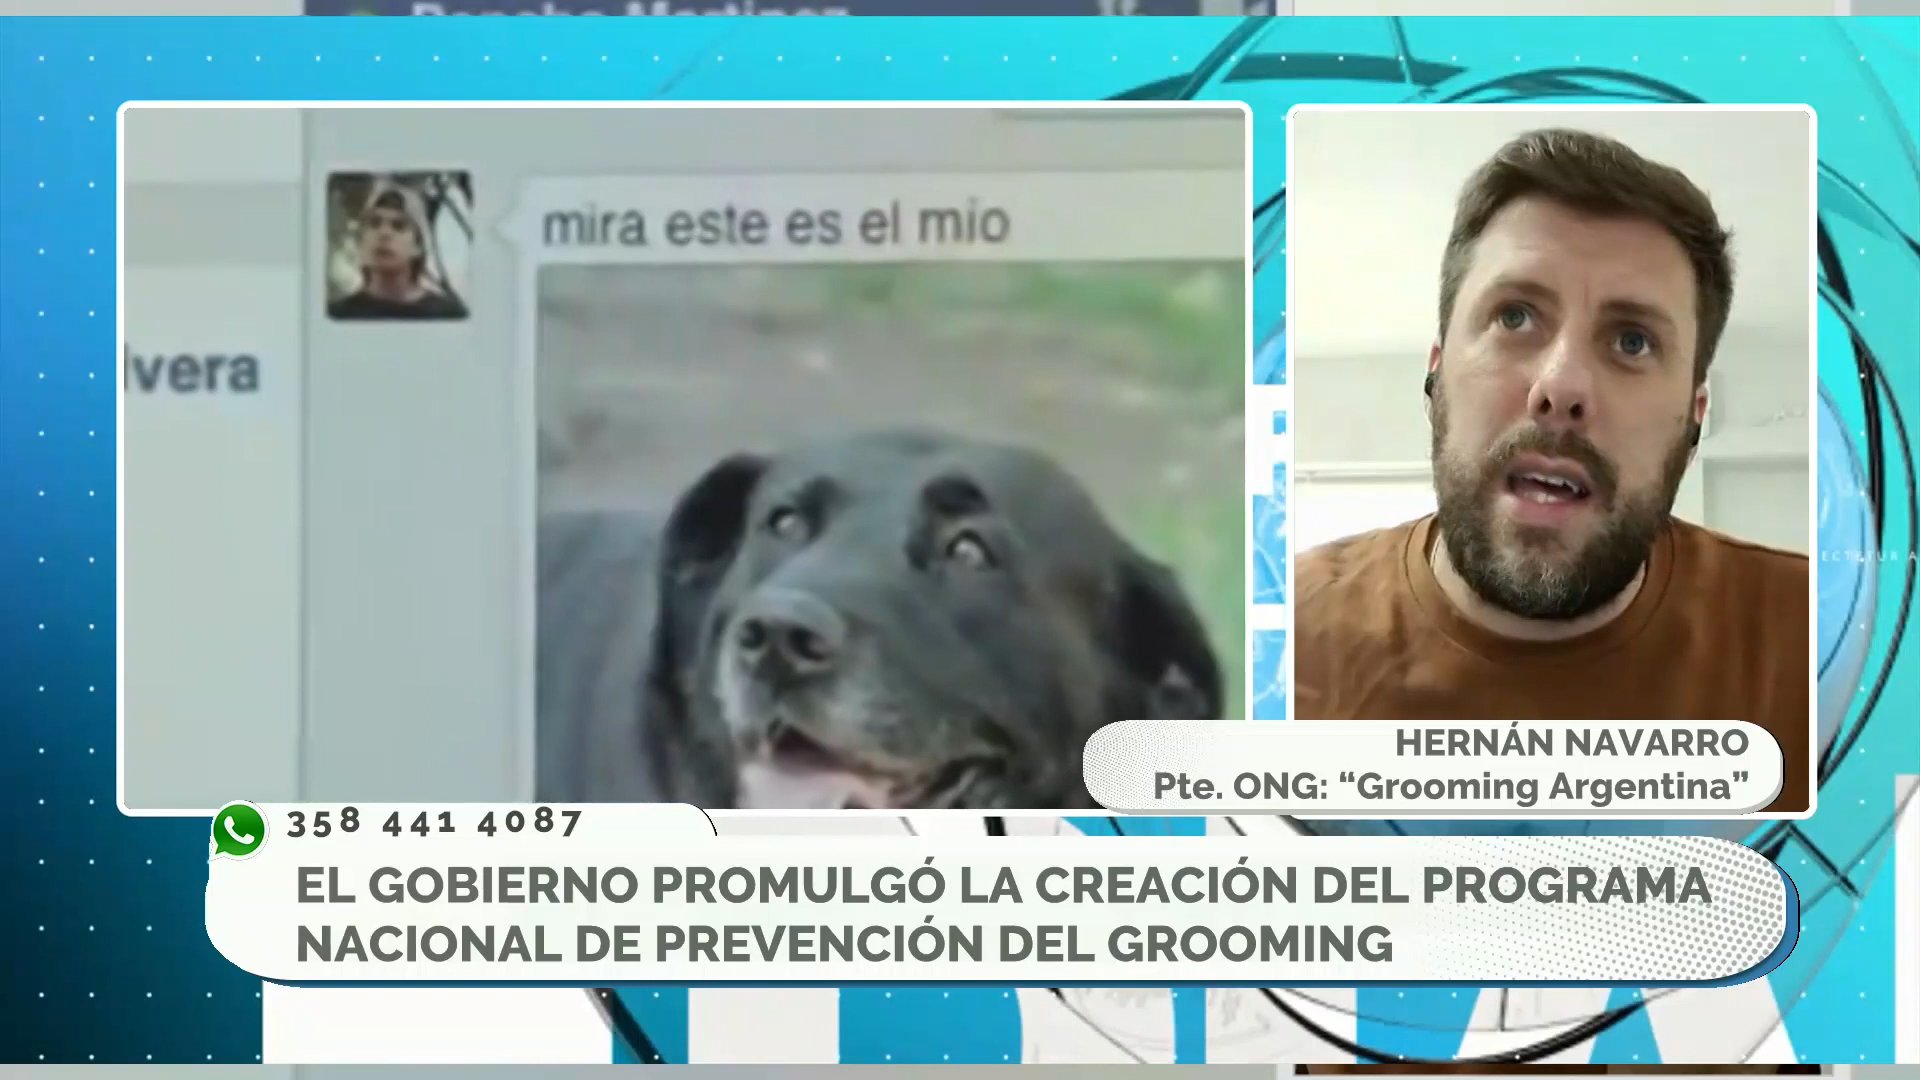 mira este es el mio
lvera
HERNÁN NAVARRO
Pte. ONG: “Grooming Argentina”
358 441 4087
EL GOBIERNO PROMULGÓ LA CREACIÓN DEL PROGRAMA
NACIONAL DE PREVENCIÓN DEL GROOMING